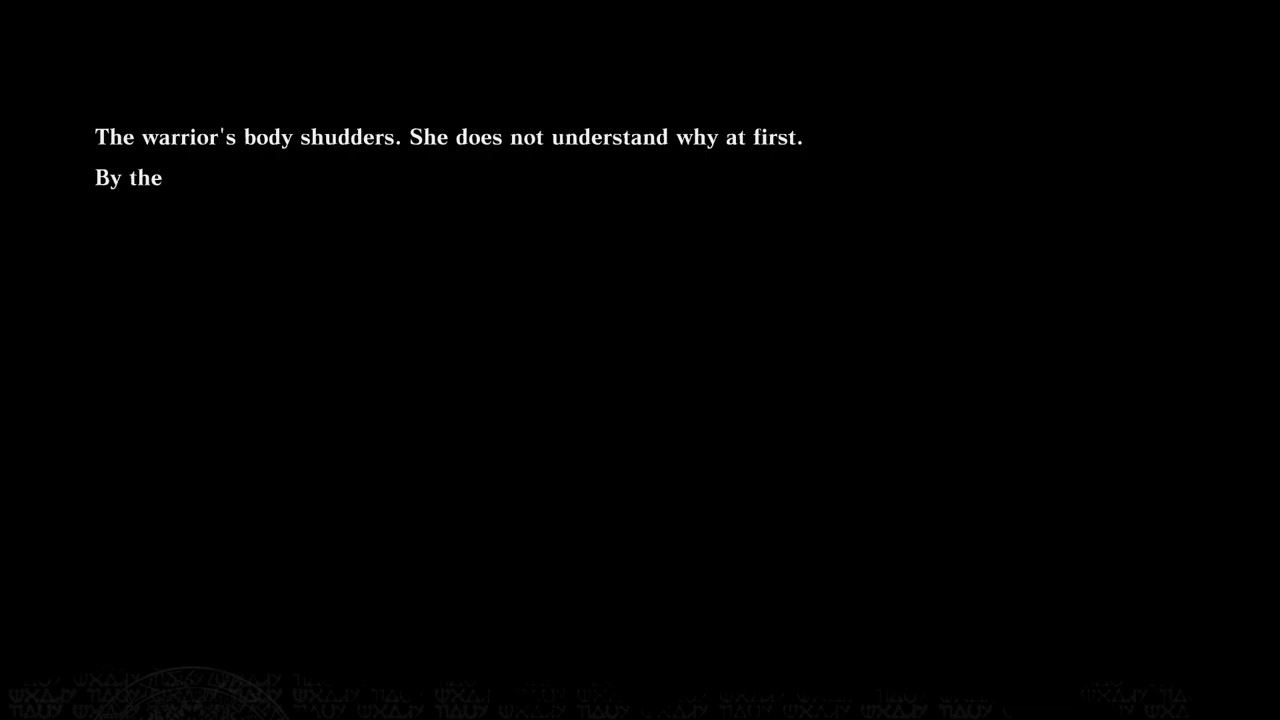 The warrior's body shudders. She does not understand why at first.
By the